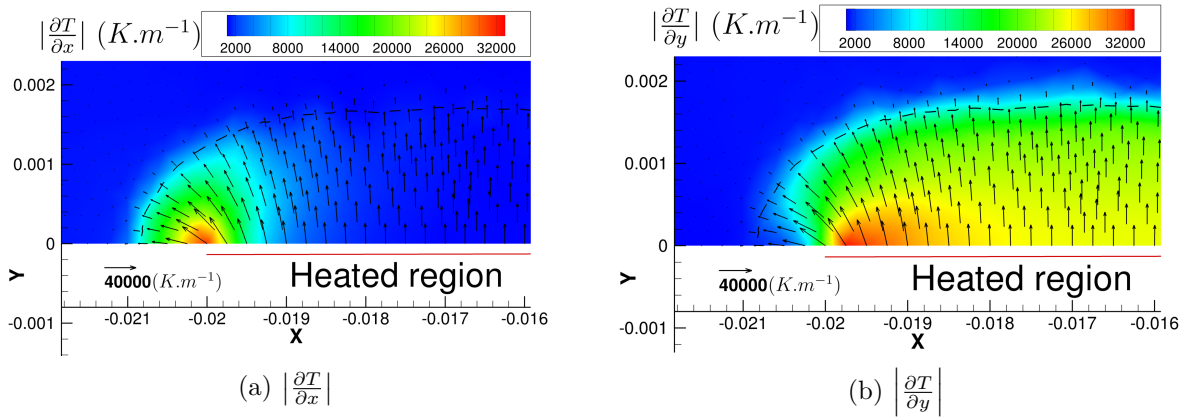 |∂T/∂x| (K.m⁻¹)
2000 8000 14000 20000 26000 32000
0.002
0.001
0
-0.001
Y
40000(K.m⁻¹)
Heated region
-0.021 -0.02 -0.019 -0.018 -0.017 -0.016
X
(a) |∂T/∂x|
|∂T/∂y| (K.m⁻¹)
2000 8000 14000 20000 26000 32000
0.002
0.001
0
-0.001
Y
40000(K.m⁻¹)
Heated region
-0.021 -0.02 -0.019 -0.018 -0.017 -0.016
X
(b) |∂T/∂y|